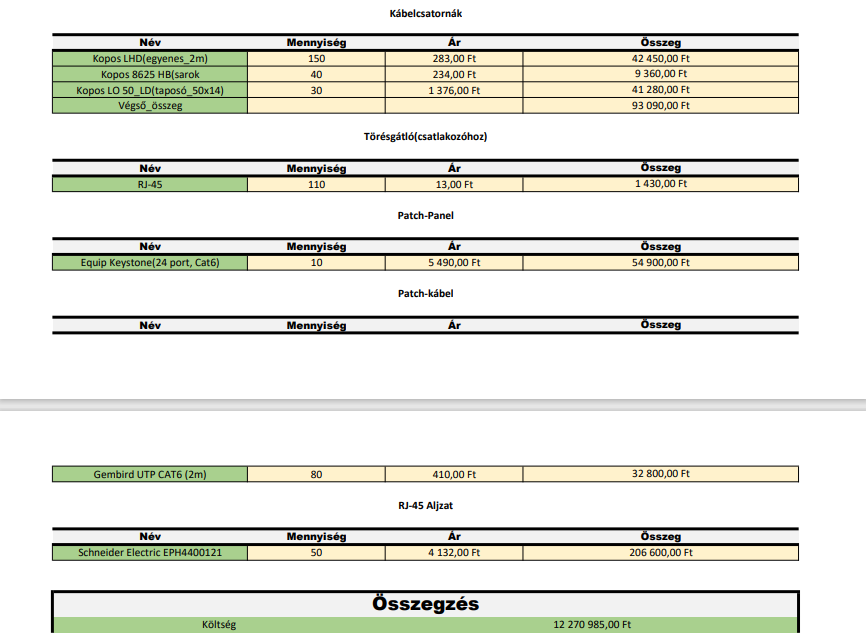 Kábelcsatornák
Név Mennyiség Ár Összeg
Kopos LHD(egyenes_2m) 150 283,00 Ft 42 450,00 Ft
Kopos 8625 HB(sarok 40 234,00 Ft 9 360,00 Ft
Kopos LO 50_LD(taposó_50x14) 30 1 376,00 Ft 41 280,00 Ft
Végső_összeg 93 090,00 Ft
Törésgátló(csatlakozóhoz)
Név Mennyiség Ár Összeg
RJ-45 110 13,00 Ft 1 430,00 Ft
Patch-Panel
Név Mennyiség Ár Összeg
Equip Keystone(24 port, Cat6) 10 5 490,00 Ft 54 900,00 Ft
Patch-kábel
Név Mennyiség Ár Összeg
Gembird UTP CAT6 (2m) 80 410,00 Ft 32 800,00 Ft
RJ-45 Aljzat
Név Mennyiség Ár Összeg
Schneider Electric EPH4400121 50 4 132,00 Ft 206 600,00 Ft
Összegzés
Költség 12 270 985,00 Ft